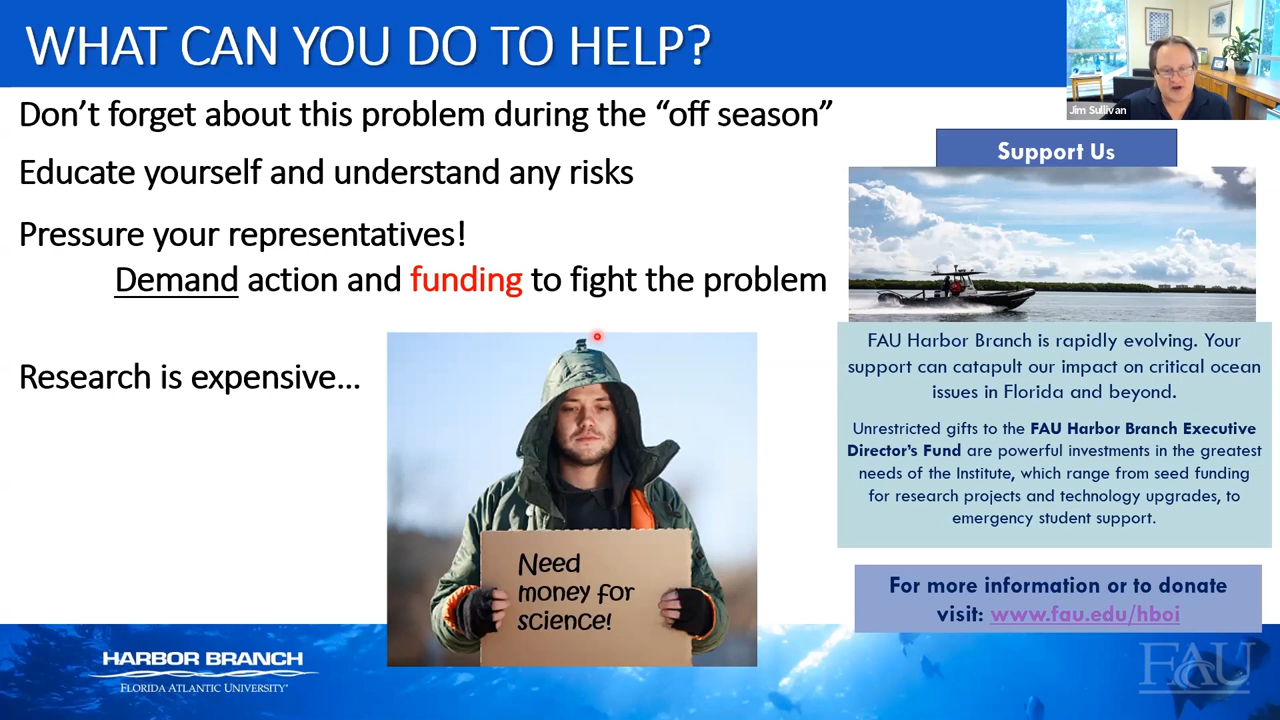 WHAT CAN YOU DO TO HELP?
Jim Sullivan
Don’t forget about this problem during the “off season”
Educate yourself and understand any risks
Pressure your representatives!
Demand action and funding to fight the problem
Research is expensive...
Need
money for
science!
Support Us
FAU Harbor Branch is rapidly evolving. Your
support can catapult our impact on critical ocean
issues in Florida and beyond.
Unrestricted gifts to the FAU Harbor Branch Executive
Director’s Fund are powerful investments in the greatest
needs of the Institute, which range from seed funding
for research projects and technology upgrades, to
emergency student support.
For more information or to donate
visit: www.fau.edu/hboi
HARBOR BRANCH
FLORIDA ATLANTIC UNIVERSITY®
FAU